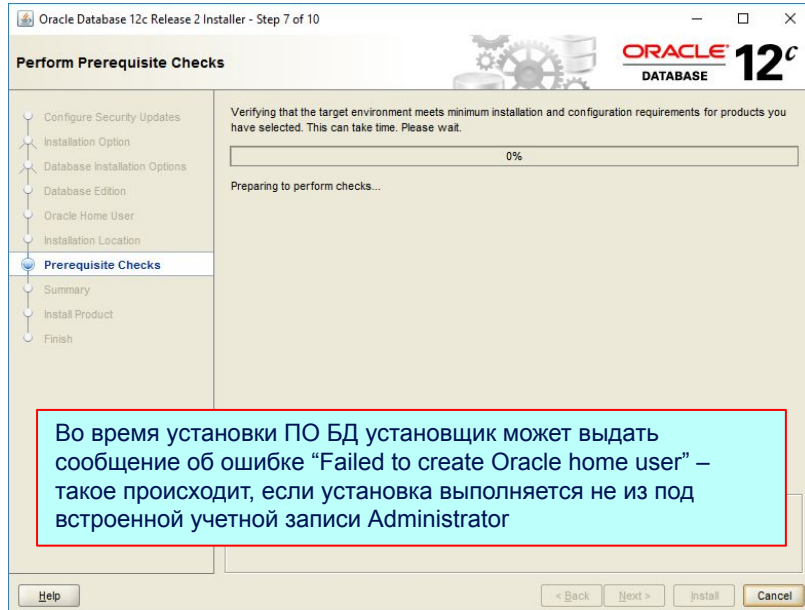 Oracle Database 12c Release 2 Installer - Step 7 of 10
Perform Prerequisite Checks
ORACLE
DATABASE
12c
Configure Security Updates
Installation Option
Database Installation Options
Database Edition
Oracle Home User
Installation Location
Prerequisite Checks
Summary
Install Product
Finish
Verifying that the target environment meets minimum installation and configuration requirements for products you
have selected. This can take time. Please wait.
0%
Preparing to perform checks...
Во время установки ПО БД установщик может выдать
сообщение об ошибке “Failed to create Oracle home user” –
такое происходит, если установка выполняется не из под
встроенной учетной записи Administrator
Help
< Back
Next >
Install
Cancel